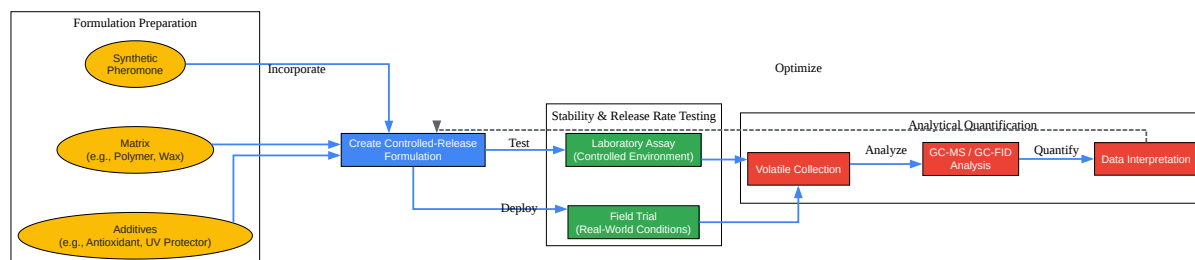 Formulation Preparation
Synthetic
Pheromone
Incorporate
Optimize
Matrix
(e.g., Polymer, Wax)
Create Controlled-Release
Formulation
Additives
(e.g., Antioxidant, UV Protector)
Test
Deploy
Stability & Release Rate Testing
Laboratory Assay
(Controlled Environment)
Field Trial
(Real-World Conditions)
Analytical Quantification
Volatile Collection
Analyze
GC-MS / GC-FID
Analysis
Quantify
Data Interpretation